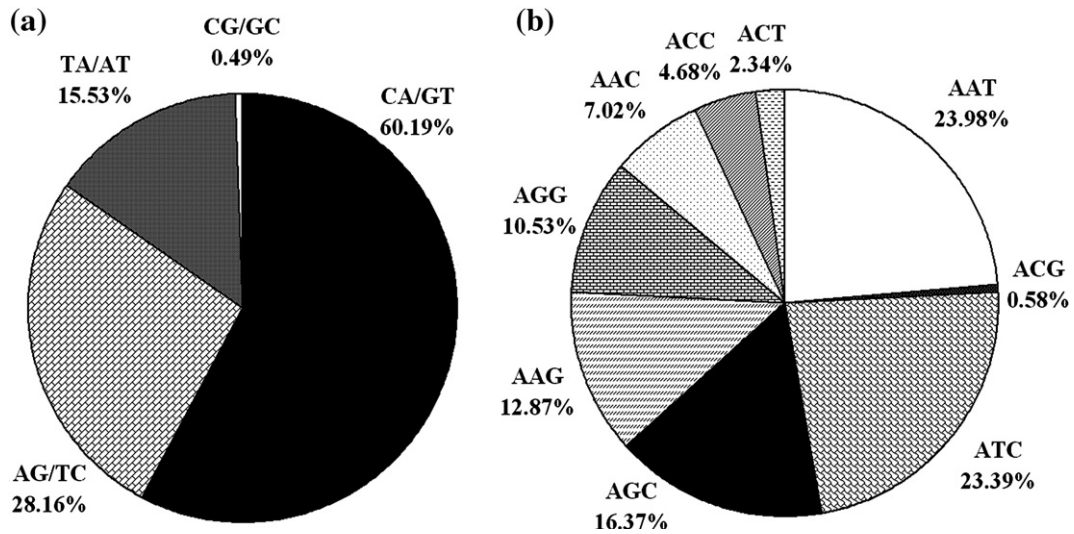 (a)
CG/GC
0.49%
TA/AT
15.53%
CA/GT
60.19%
AG/TC
28.16%
(b)
ACT
2.34%
ACC
4.68%
AAC
7.02%
AAT
23.98%
AGG
10.53%
ACG
0.58%
AAG
12.87%
ATC
23.39%
AGC
16.37%